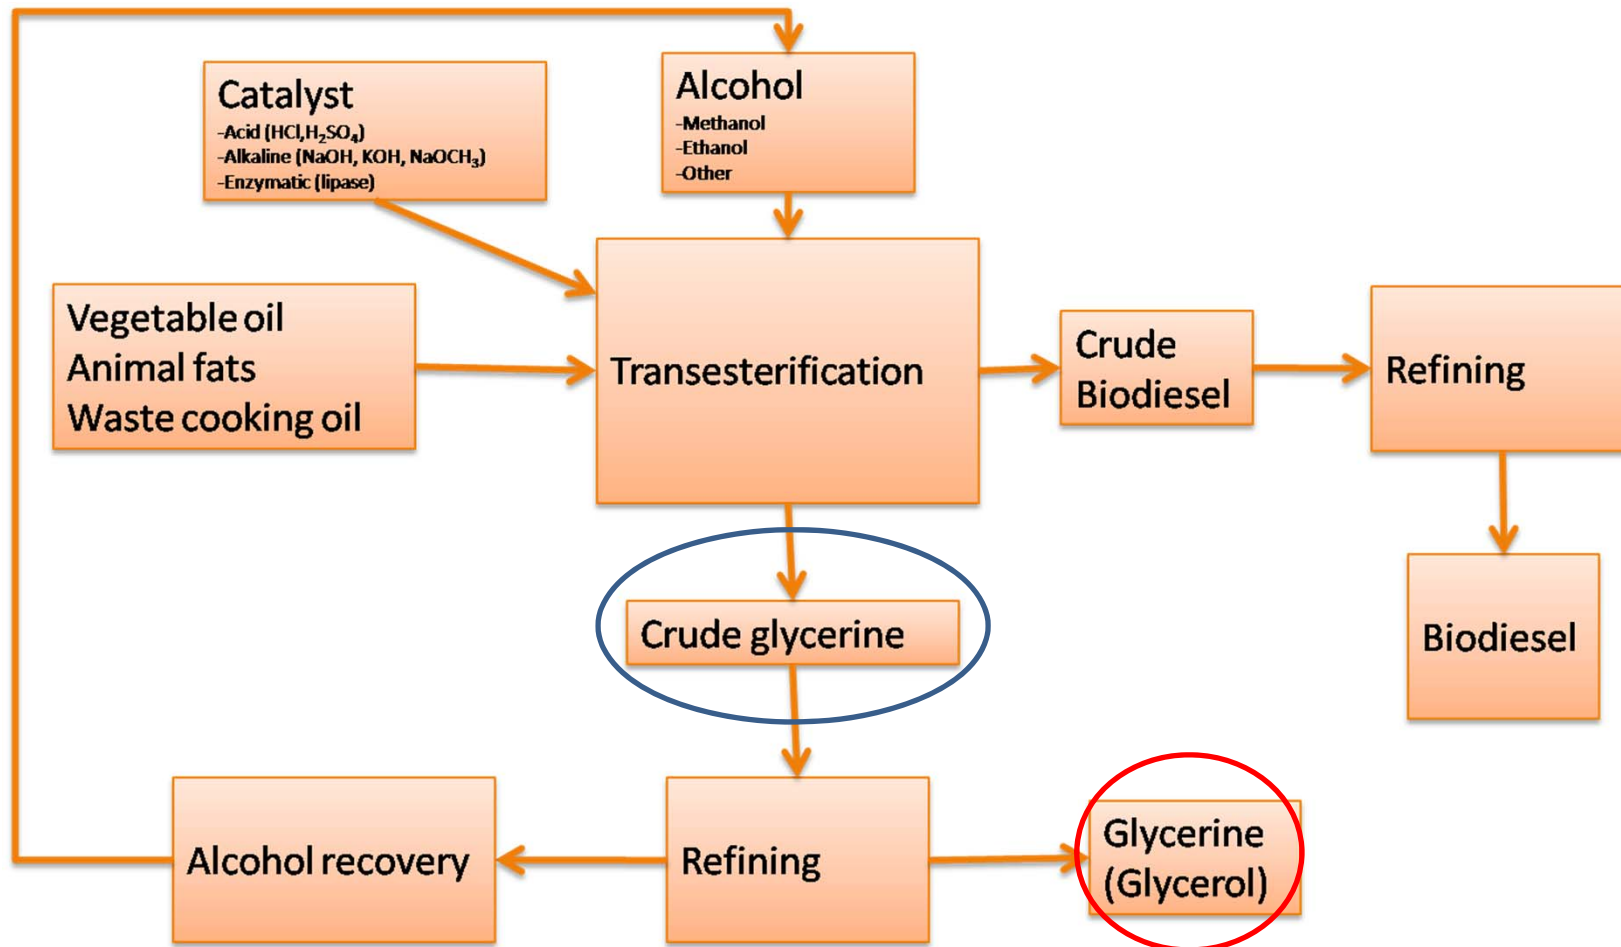 Catalyst
-Acid (HCl,H₂SO₄)
-Alkaline (NaOH, KOH, NaOCH₃)
-Enzymatic (lipase)
Alcohol
-Methanol
-Ethanol
-Other
Vegetable oil
Animal fats
Waste cooking oil
Transesterification
Crude
Biodiesel
Refining
Crude glycerine
Biodiesel
Alcohol recovery
Refining
Glycerine
(Glycerol)